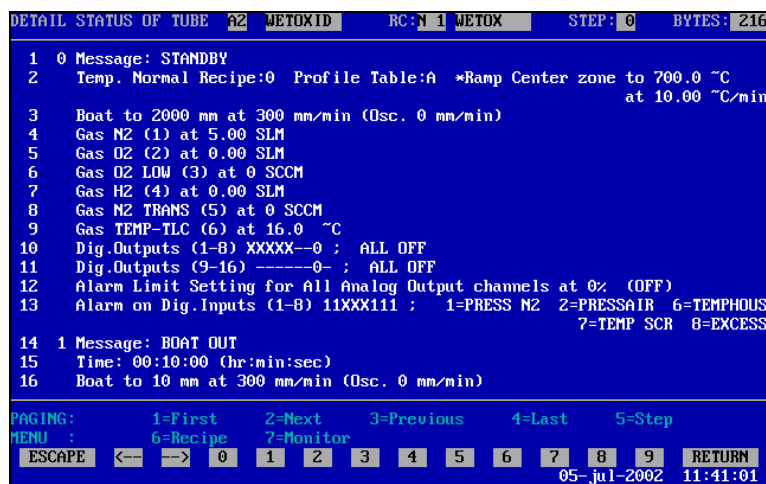 DETAIL STATUS OF TUBE A2 WETOXID RC:N 1 WETOX STEP: 0 BYTES: 216
1 0 Message: STANDBY
2 Temp. Normal Recipe:0 Profile Table:A *Ramp Center zone to 700.0 ~C
at 10.00 ~C/min
3 Boat to 2000 mm at 300 mm/min (Osc. 0 mm/min)
4 Gas N2 (1) at 5.00 SLM
5 Gas O2 (2) at 0.00 SLM
6 Gas O2 LOW (3) at 0 SCCM
7 Gas H2 (4) at 0.00 SLM
8 Gas N2 TRANS (5) at 0 SCCM
9 Gas TEMP-TLC (6) at 16.0 ~C
10 Dig.Outputs (1-8) XXXXX--0 ; ALL OFF
11 Dig.Outputs (9-16) ------0- ; ALL OFF
12 Alarm Limit Setting for All Analog Output channels at 0% (OFF)
13 Alarm on Dig.Inputs (1-8) 11XXX111 ; 1=PRESS N2 2=PRESSAIR 6=TEMPHOUS
7=TEMP SCR 8=EXCESS
14 1 Message: BOAT OUT
15 Time: 00:10:00 (hr:min:sec)
16 Boat to 10 mm at 300 mm/min (Osc. 0 mm/min)
PAGING: 1=First 2=Next 3=Previous 4=Last 5=Step
MENU : 6=Recipe 7=Monitor
ESCAPE <-- --> 0 1 2 3 4 5 6 7 8 9 RETURN
05-jul-2002 11:41:01